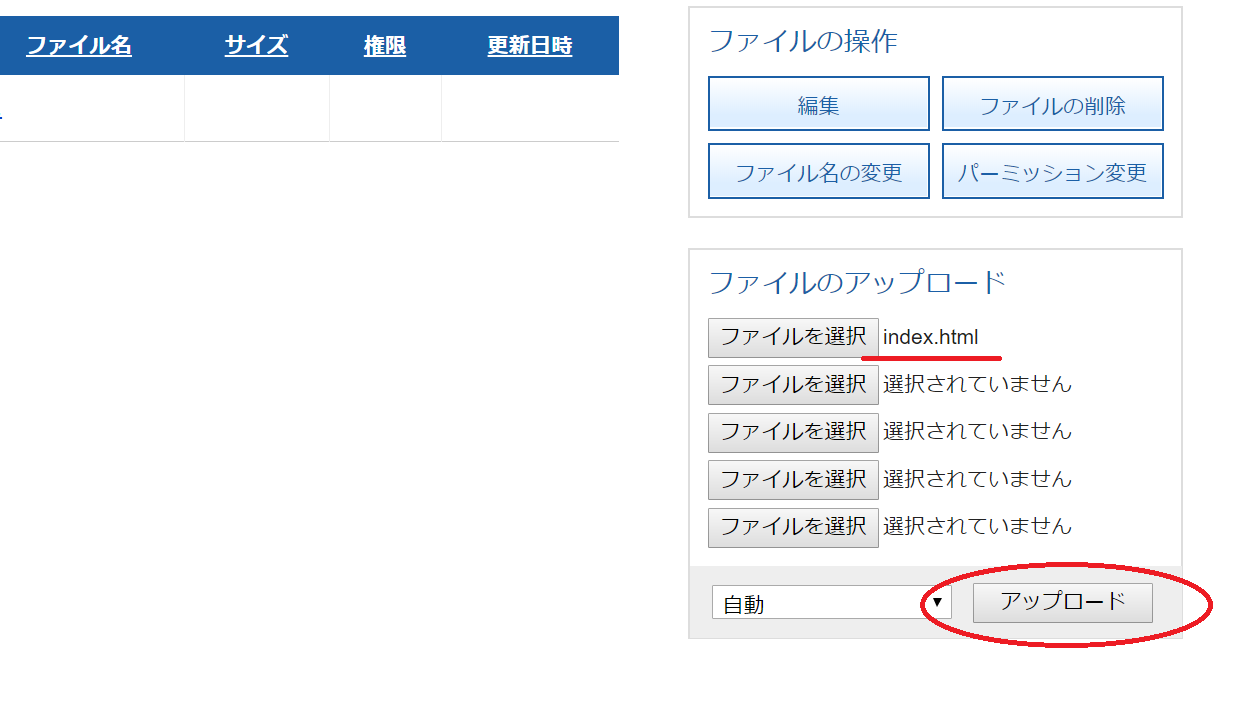 ファイル名 サイズ 権限 更新日時
ファイルの操作
編集 ファイルの削除
ファイル名の変更 パーミッション変更
ファイルのアップロード
ファイルを選択 index.html
ファイルを選択 選択されていません
ファイルを選択 選択されていません
ファイルを選択 選択されていません
ファイルを選択 選択されていません
自動 ▼ アップロード